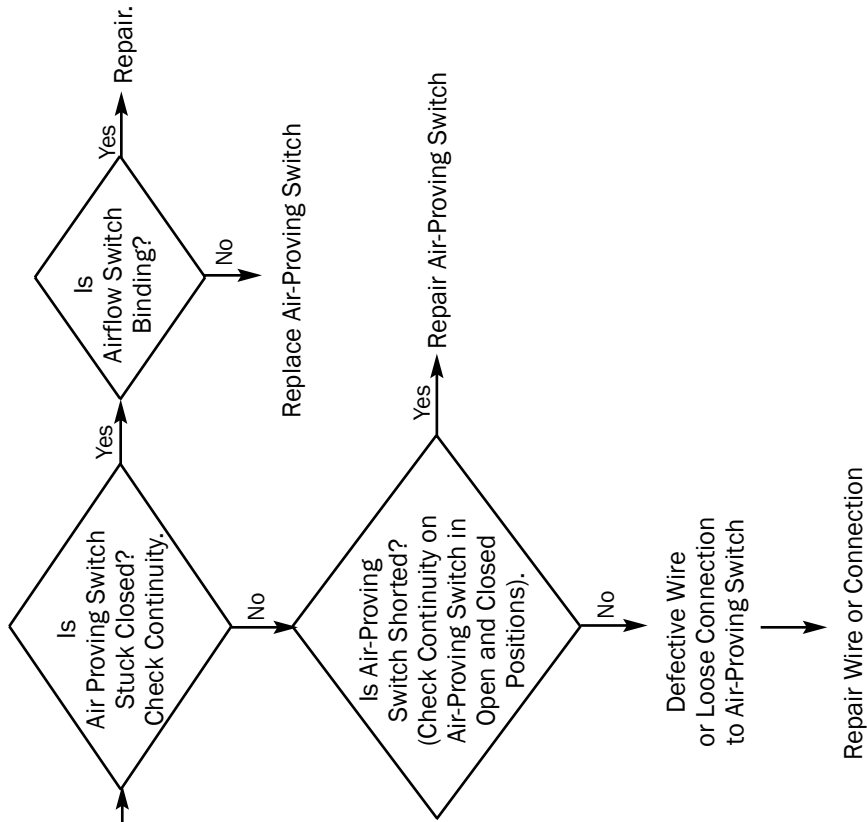 Is
Air Proving Switch
Stuck Closed?
Check Continuity.
Yes
Is
Airflow Switch
Binding?
Yes
Repair.
No
Replace Air-Proving Switch
No
Is Air-Proving
Switch Shorted?
(Check Continuity on
Air-Proving Switch in
Open and Closed
Positions).
Yes
Repair Air-Proving Switch
No
Defective Wire
or Loose Connection
to Air-Proving Switch
Repair Wire or Connection